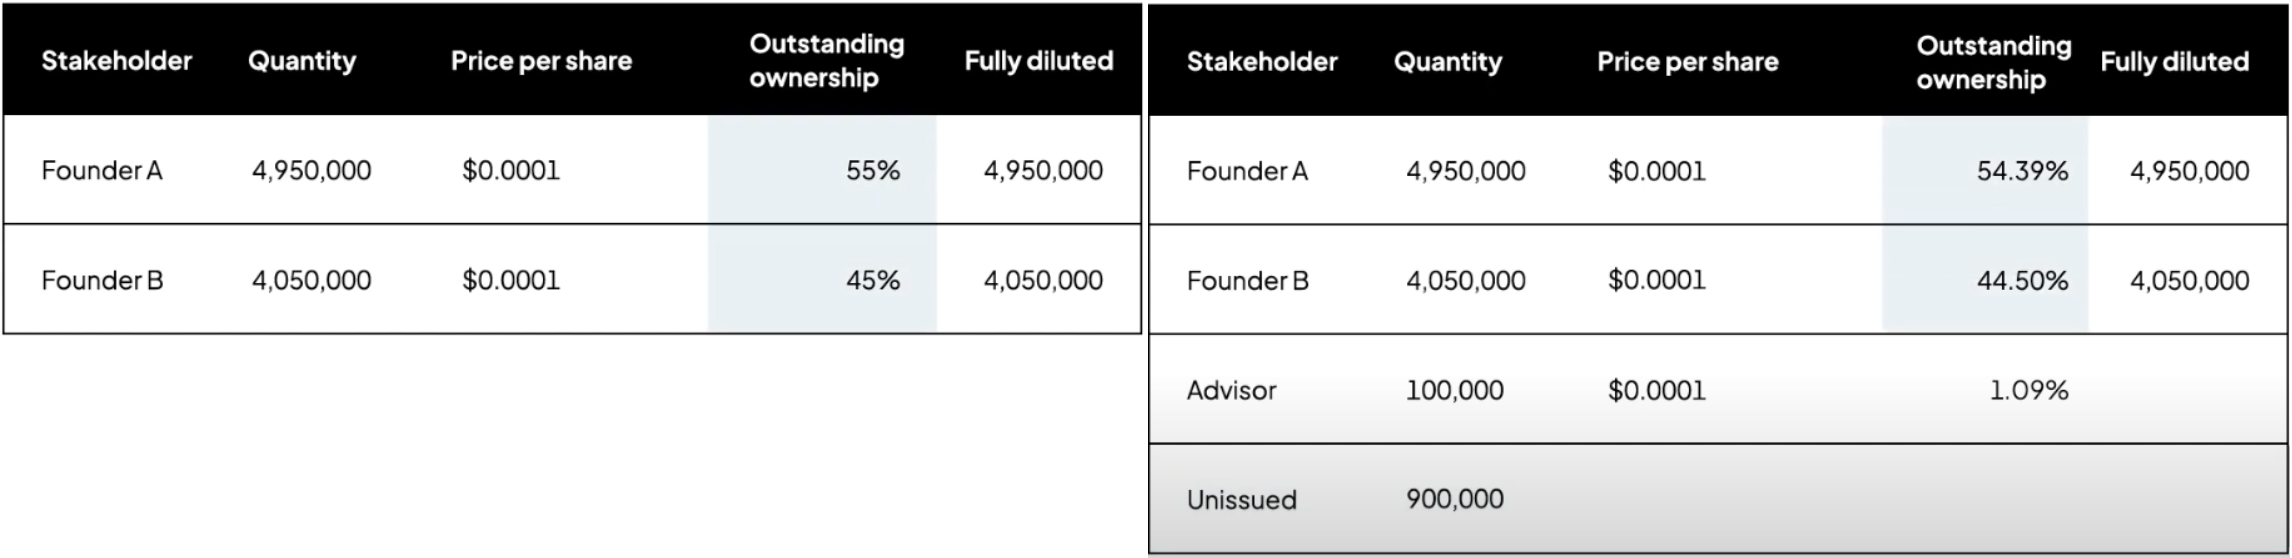 Stakeholder Quantity Price per share Outstanding ownership Fully diluted
Founder A 4,950,000 $0.0001 55% 4,950,000
Founder B 4,050,000 $0.0001 45% 4,050,000
Stakeholder Quantity Price per share Outstanding ownership Fully diluted
Founder A 4,950,000 $0.0001 54.39% 4,950,000
Founder B 4,050,000 $0.0001 44.50% 4,050,000
Advisor 100,000 $0.0001 1.09%
Unissued 900,000